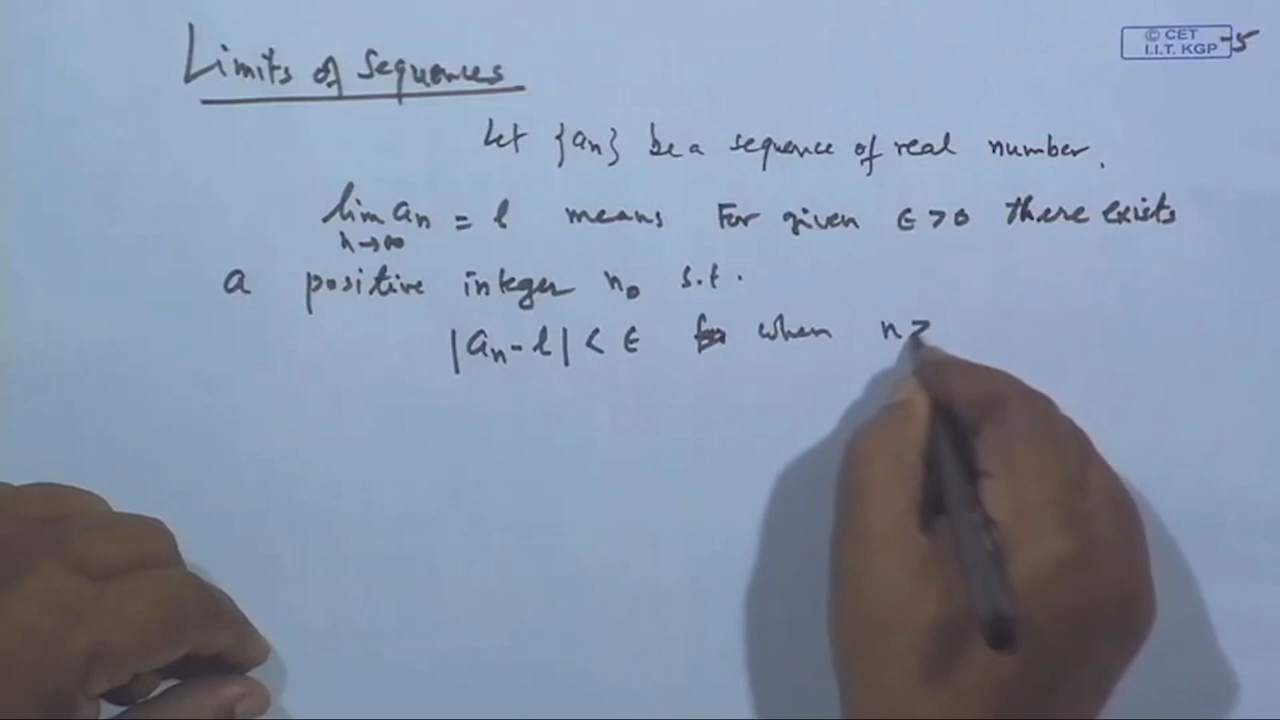 © CET
I.I.T. KGP -5
Limits of Sequences
Let {an} be a sequence of real number.
lim an = l means For given ϵ > 0 there exists
n→∞
a positive integer n0 s.t.
|an - l| < ϵ when n >